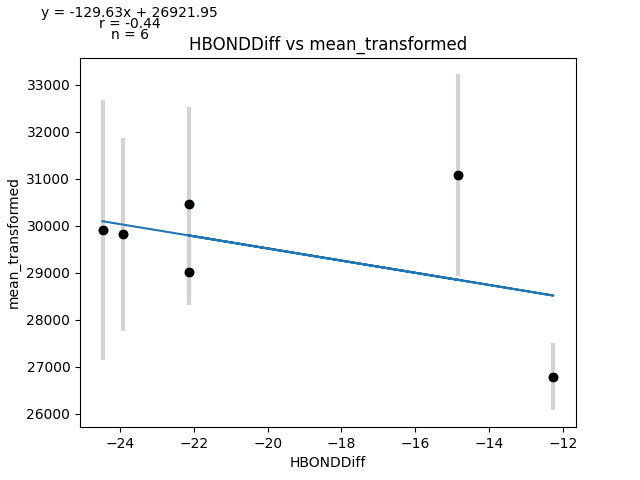 y = -129.63x + 26921.95
r = -0.44
n = 6
HBONDDiff vs mean_transformed
33000
32000
31000
30000
29000
28000
27000
26000
mean_transformed
−24
−22
−20
−18
−16
−14
−12
HBONDDiff